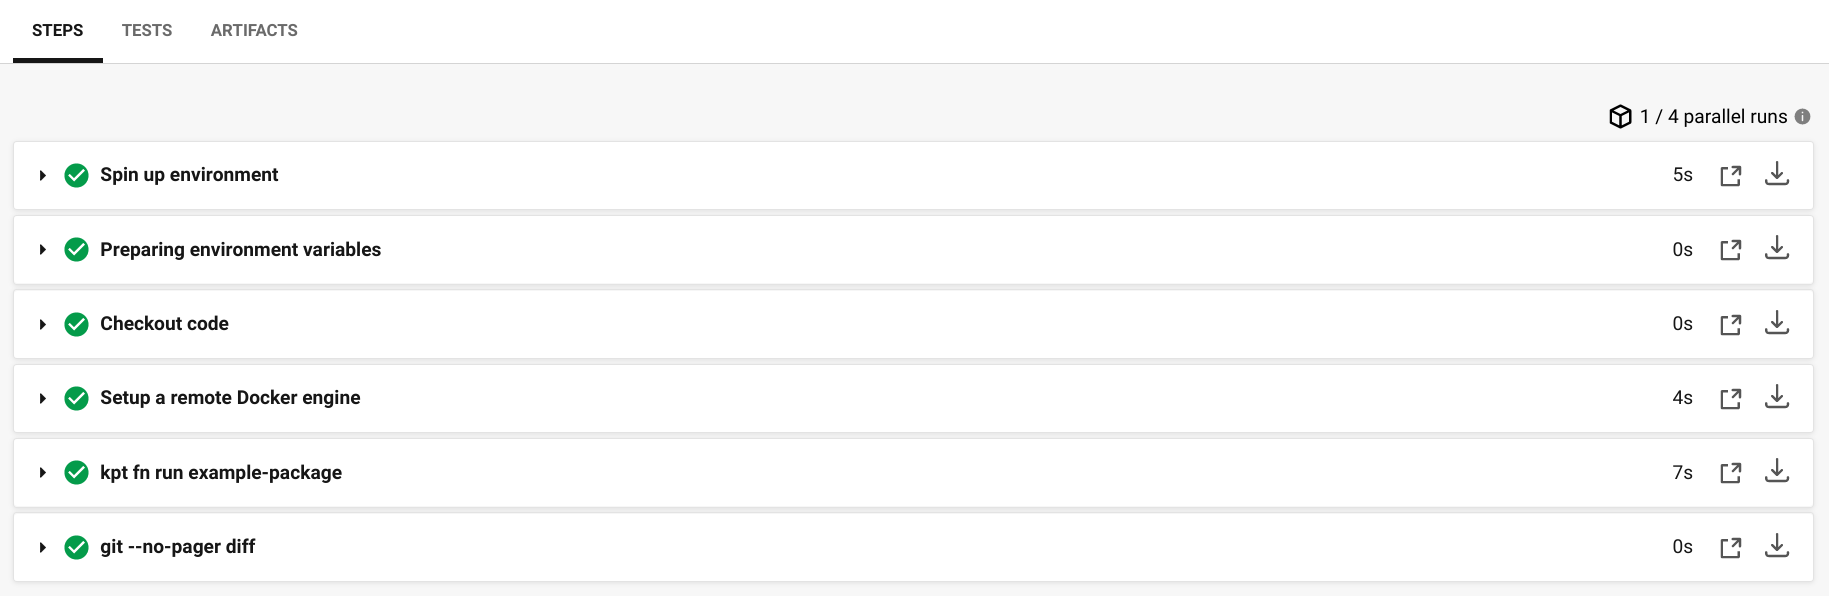 STEPS TESTS ARTIFACTS
1 / 4 parallel runs
Spin up environment 5s
Preparing environment variables 0s
Checkout code 0s
Setup a remote Docker engine 4s
kpt fn run example-package 7s
git --no-pager diff 0s